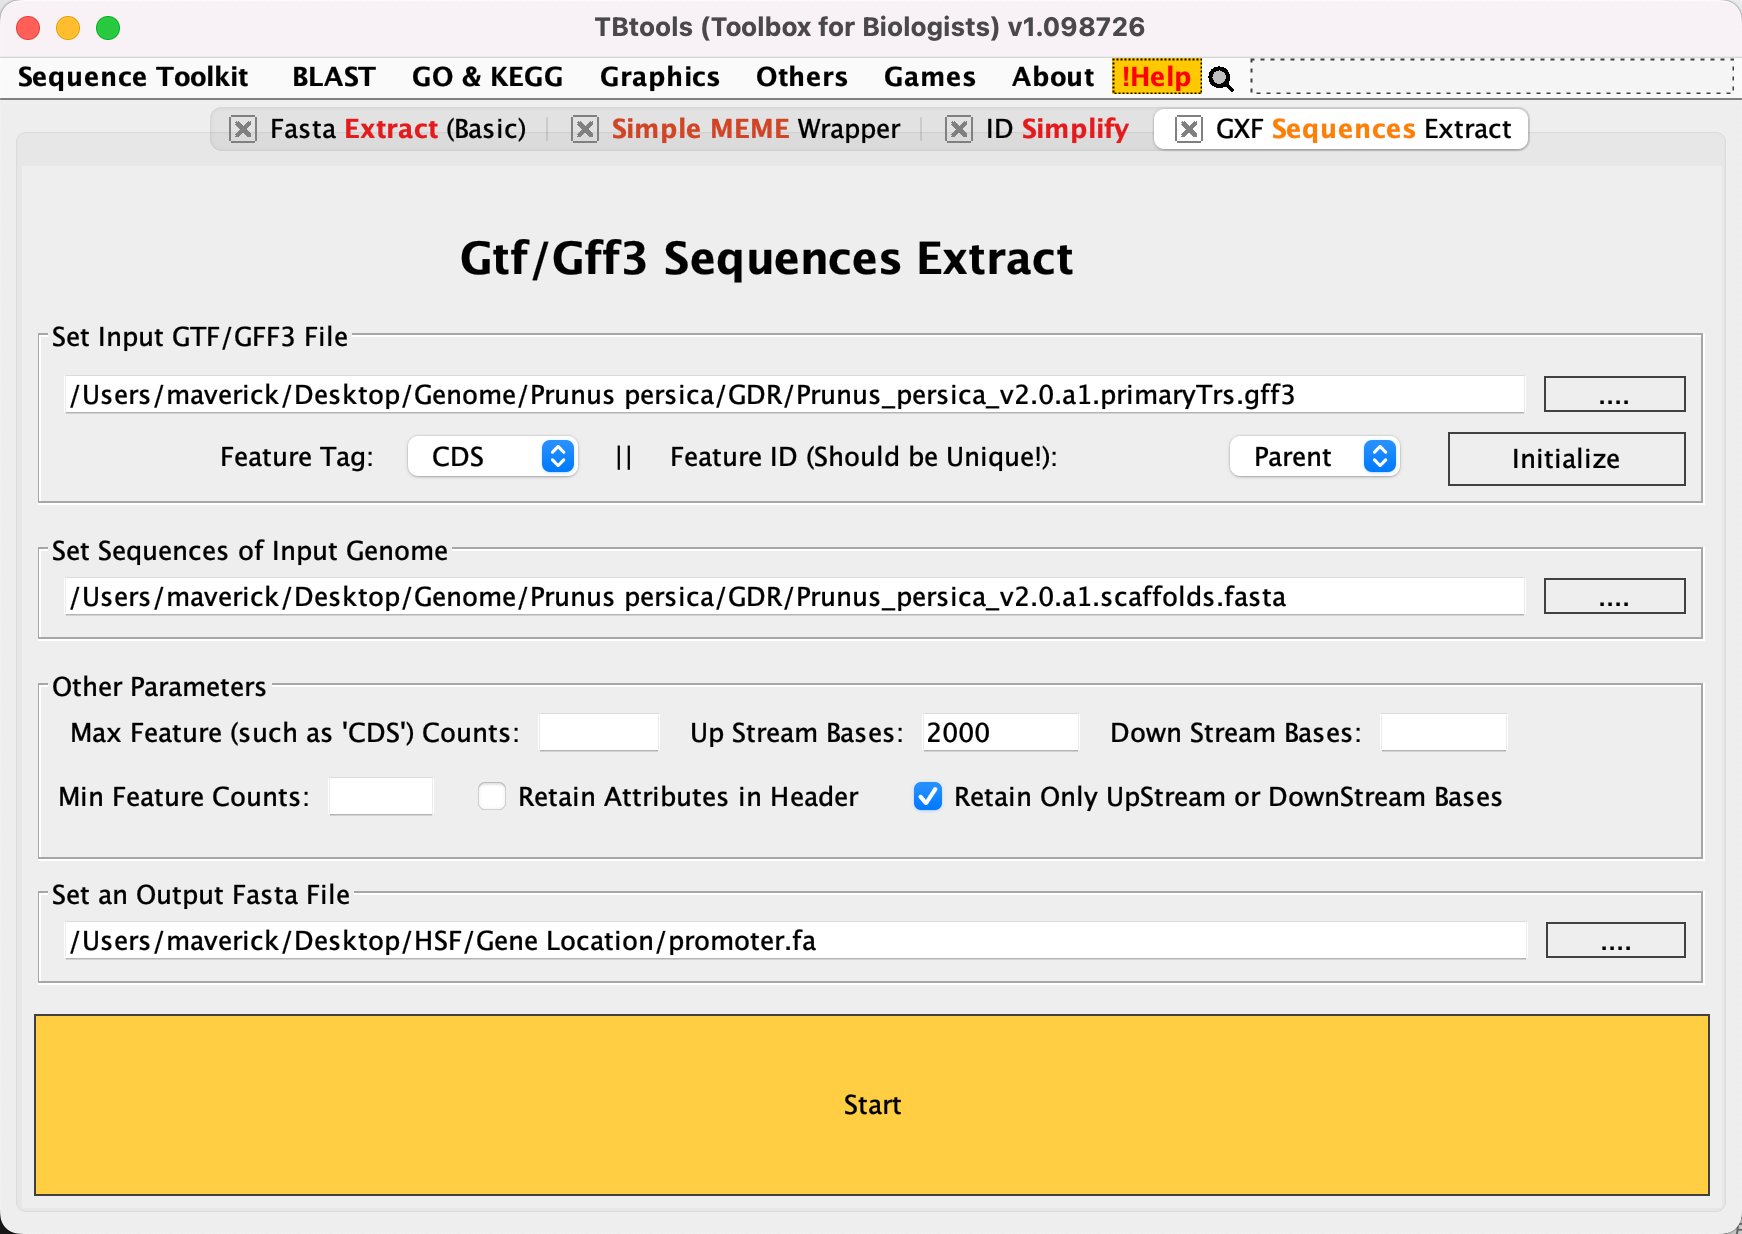 TBtools (Toolbox for Biologists) v1.098726
Sequence Toolkit BLAST GO & KEGG Graphics Others Games About !Help
Fasta Extract (Basic) Simple MEME Wrapper ID Simplify GXF Sequences Extract
Gtf/Gff3 Sequences Extract
Set Input GTF/GFF3 File
/Users/maverick/Desktop/Genome/Prunus persica/GDR/Prunus_persica_v2.0.a1.primaryTrs.gff3 ....
Feature Tag: CDS || Feature ID (Should be Unique!): Parent Initialize
Set Sequences of Input Genome
/Users/maverick/Desktop/Genome/Prunus persica/GDR/Prunus_persica_v2.0.a1.scaffolds.fasta ....
Other Parameters
Max Feature (such as 'CDS') Counts: Up Stream Bases: 2000 Down Stream Bases:
Min Feature Counts: Retain Attributes in Header Retain Only UpStream or DownStream Bases
Set an Output Fasta File
/Users/maverick/Desktop/HSF/Gene Location/promoter.fa ....
Start